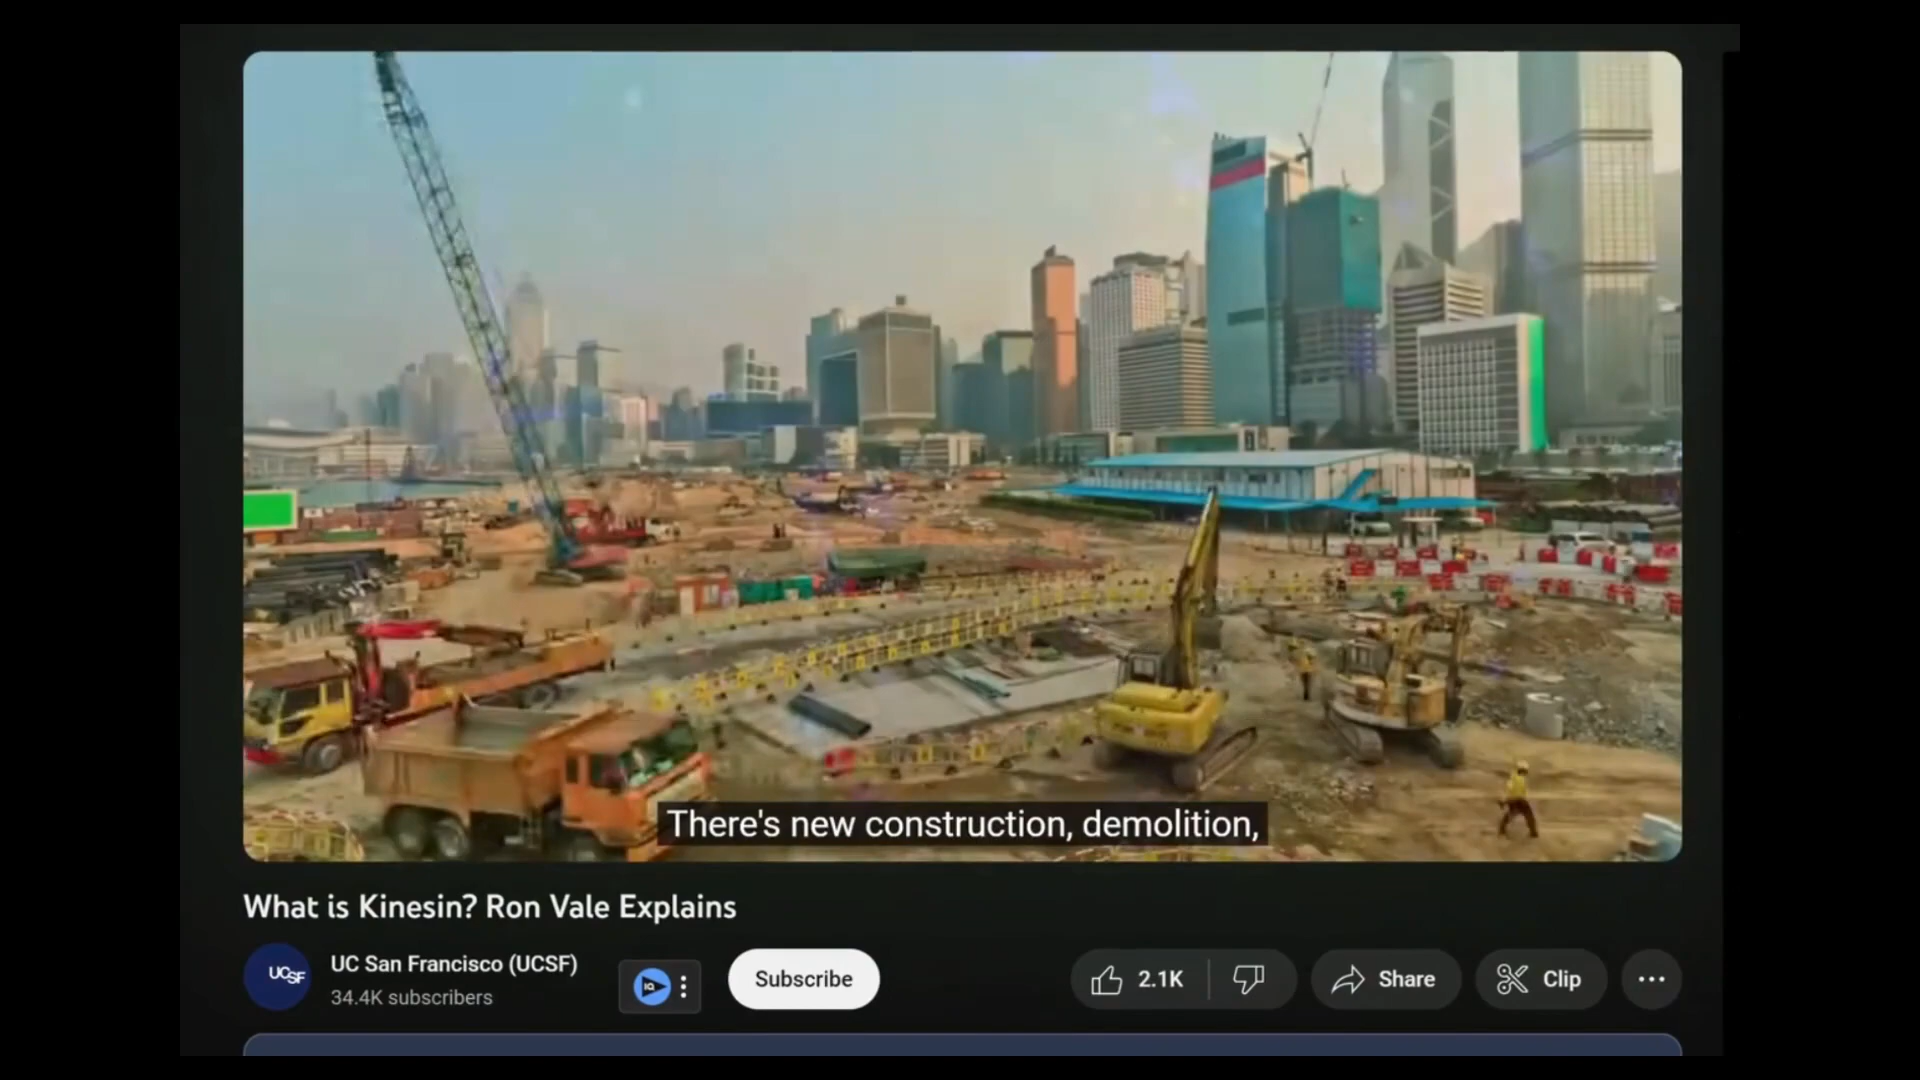 There's new construction, demolition,
What is Kinesin? Ron Vale Explains
UCSF
UC San Francisco (UCSF)
34.4K subscribers
IQ
Subscribe
2.1K
Share
Clip